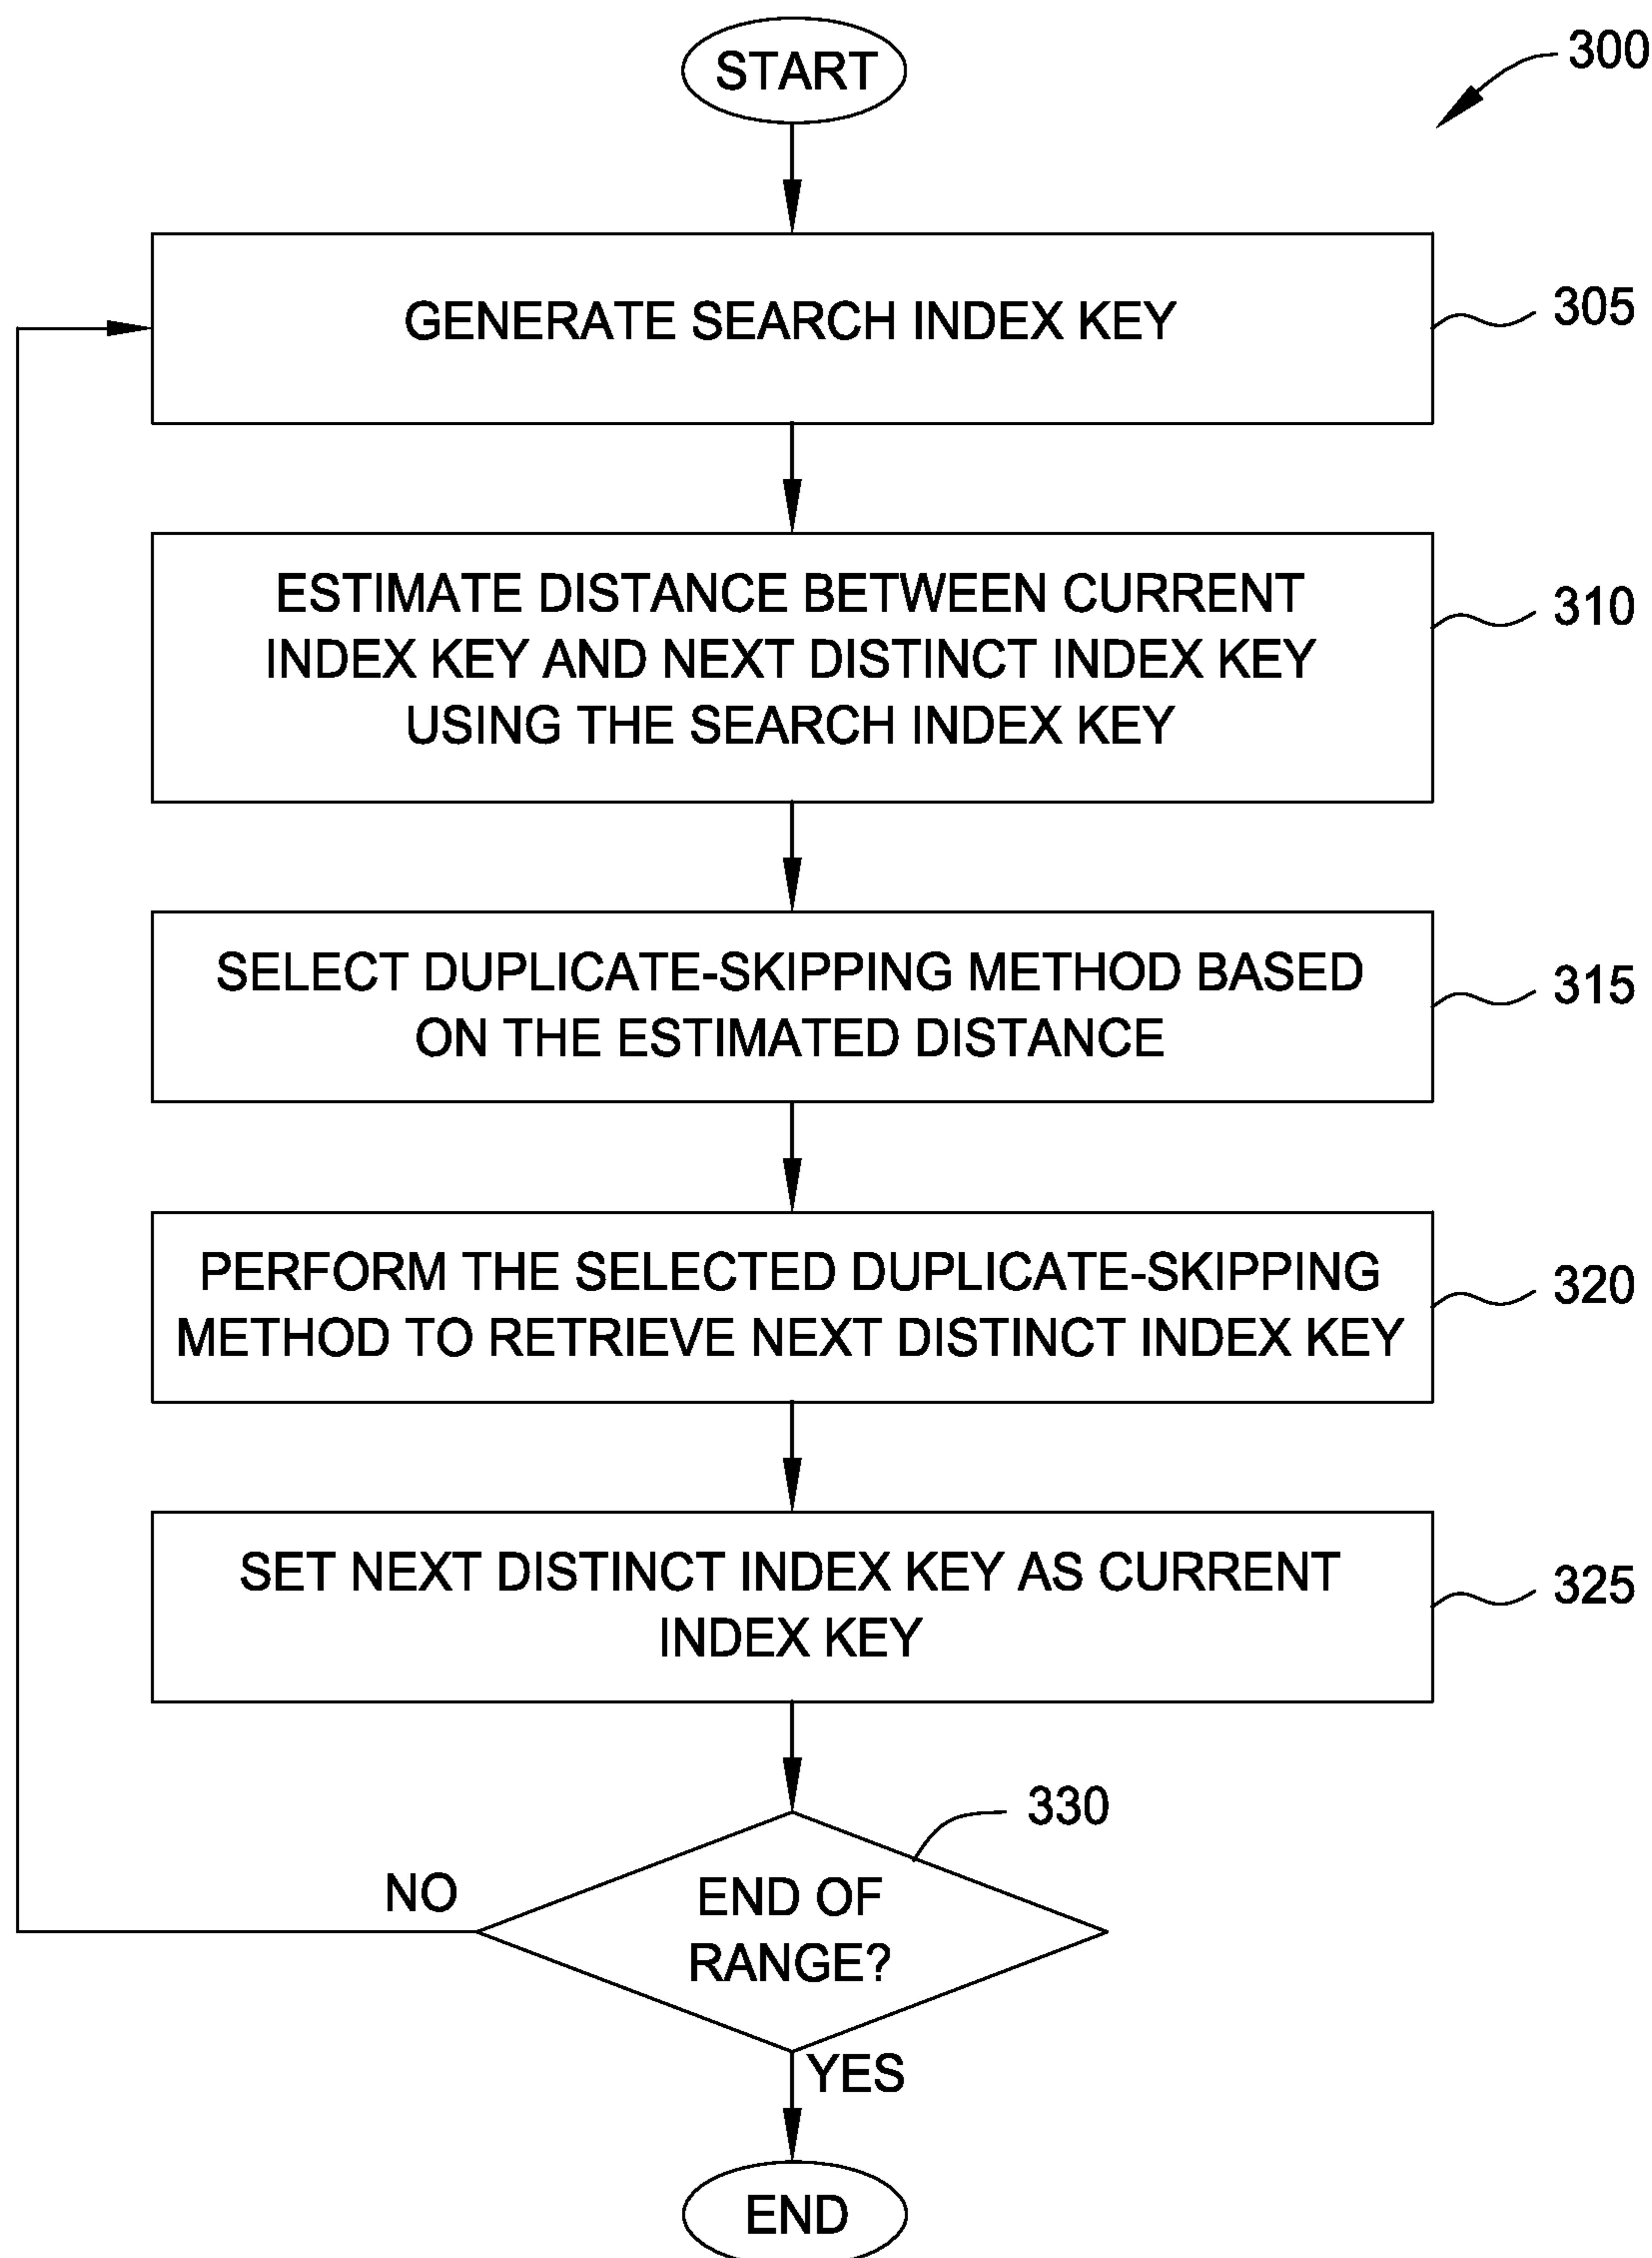 START
300
GENERATE SEARCH INDEX KEY
305
ESTIMATE DISTANCE BETWEEN CURRENT
INDEX KEY AND NEXT DISTINCT INDEX KEY
USING THE SEARCH INDEX KEY
310
SELECT DUPLICATE-SKIPPING METHOD BASED
ON THE ESTIMATED DISTANCE
315
PERFORM THE SELECTED DUPLICATE-SKIPPING
METHOD TO RETRIEVE NEXT DISTINCT INDEX KEY
320
SET NEXT DISTINCT INDEX KEY AS CURRENT
INDEX KEY
325
330
NO
END OF
RANGE?
YES
END